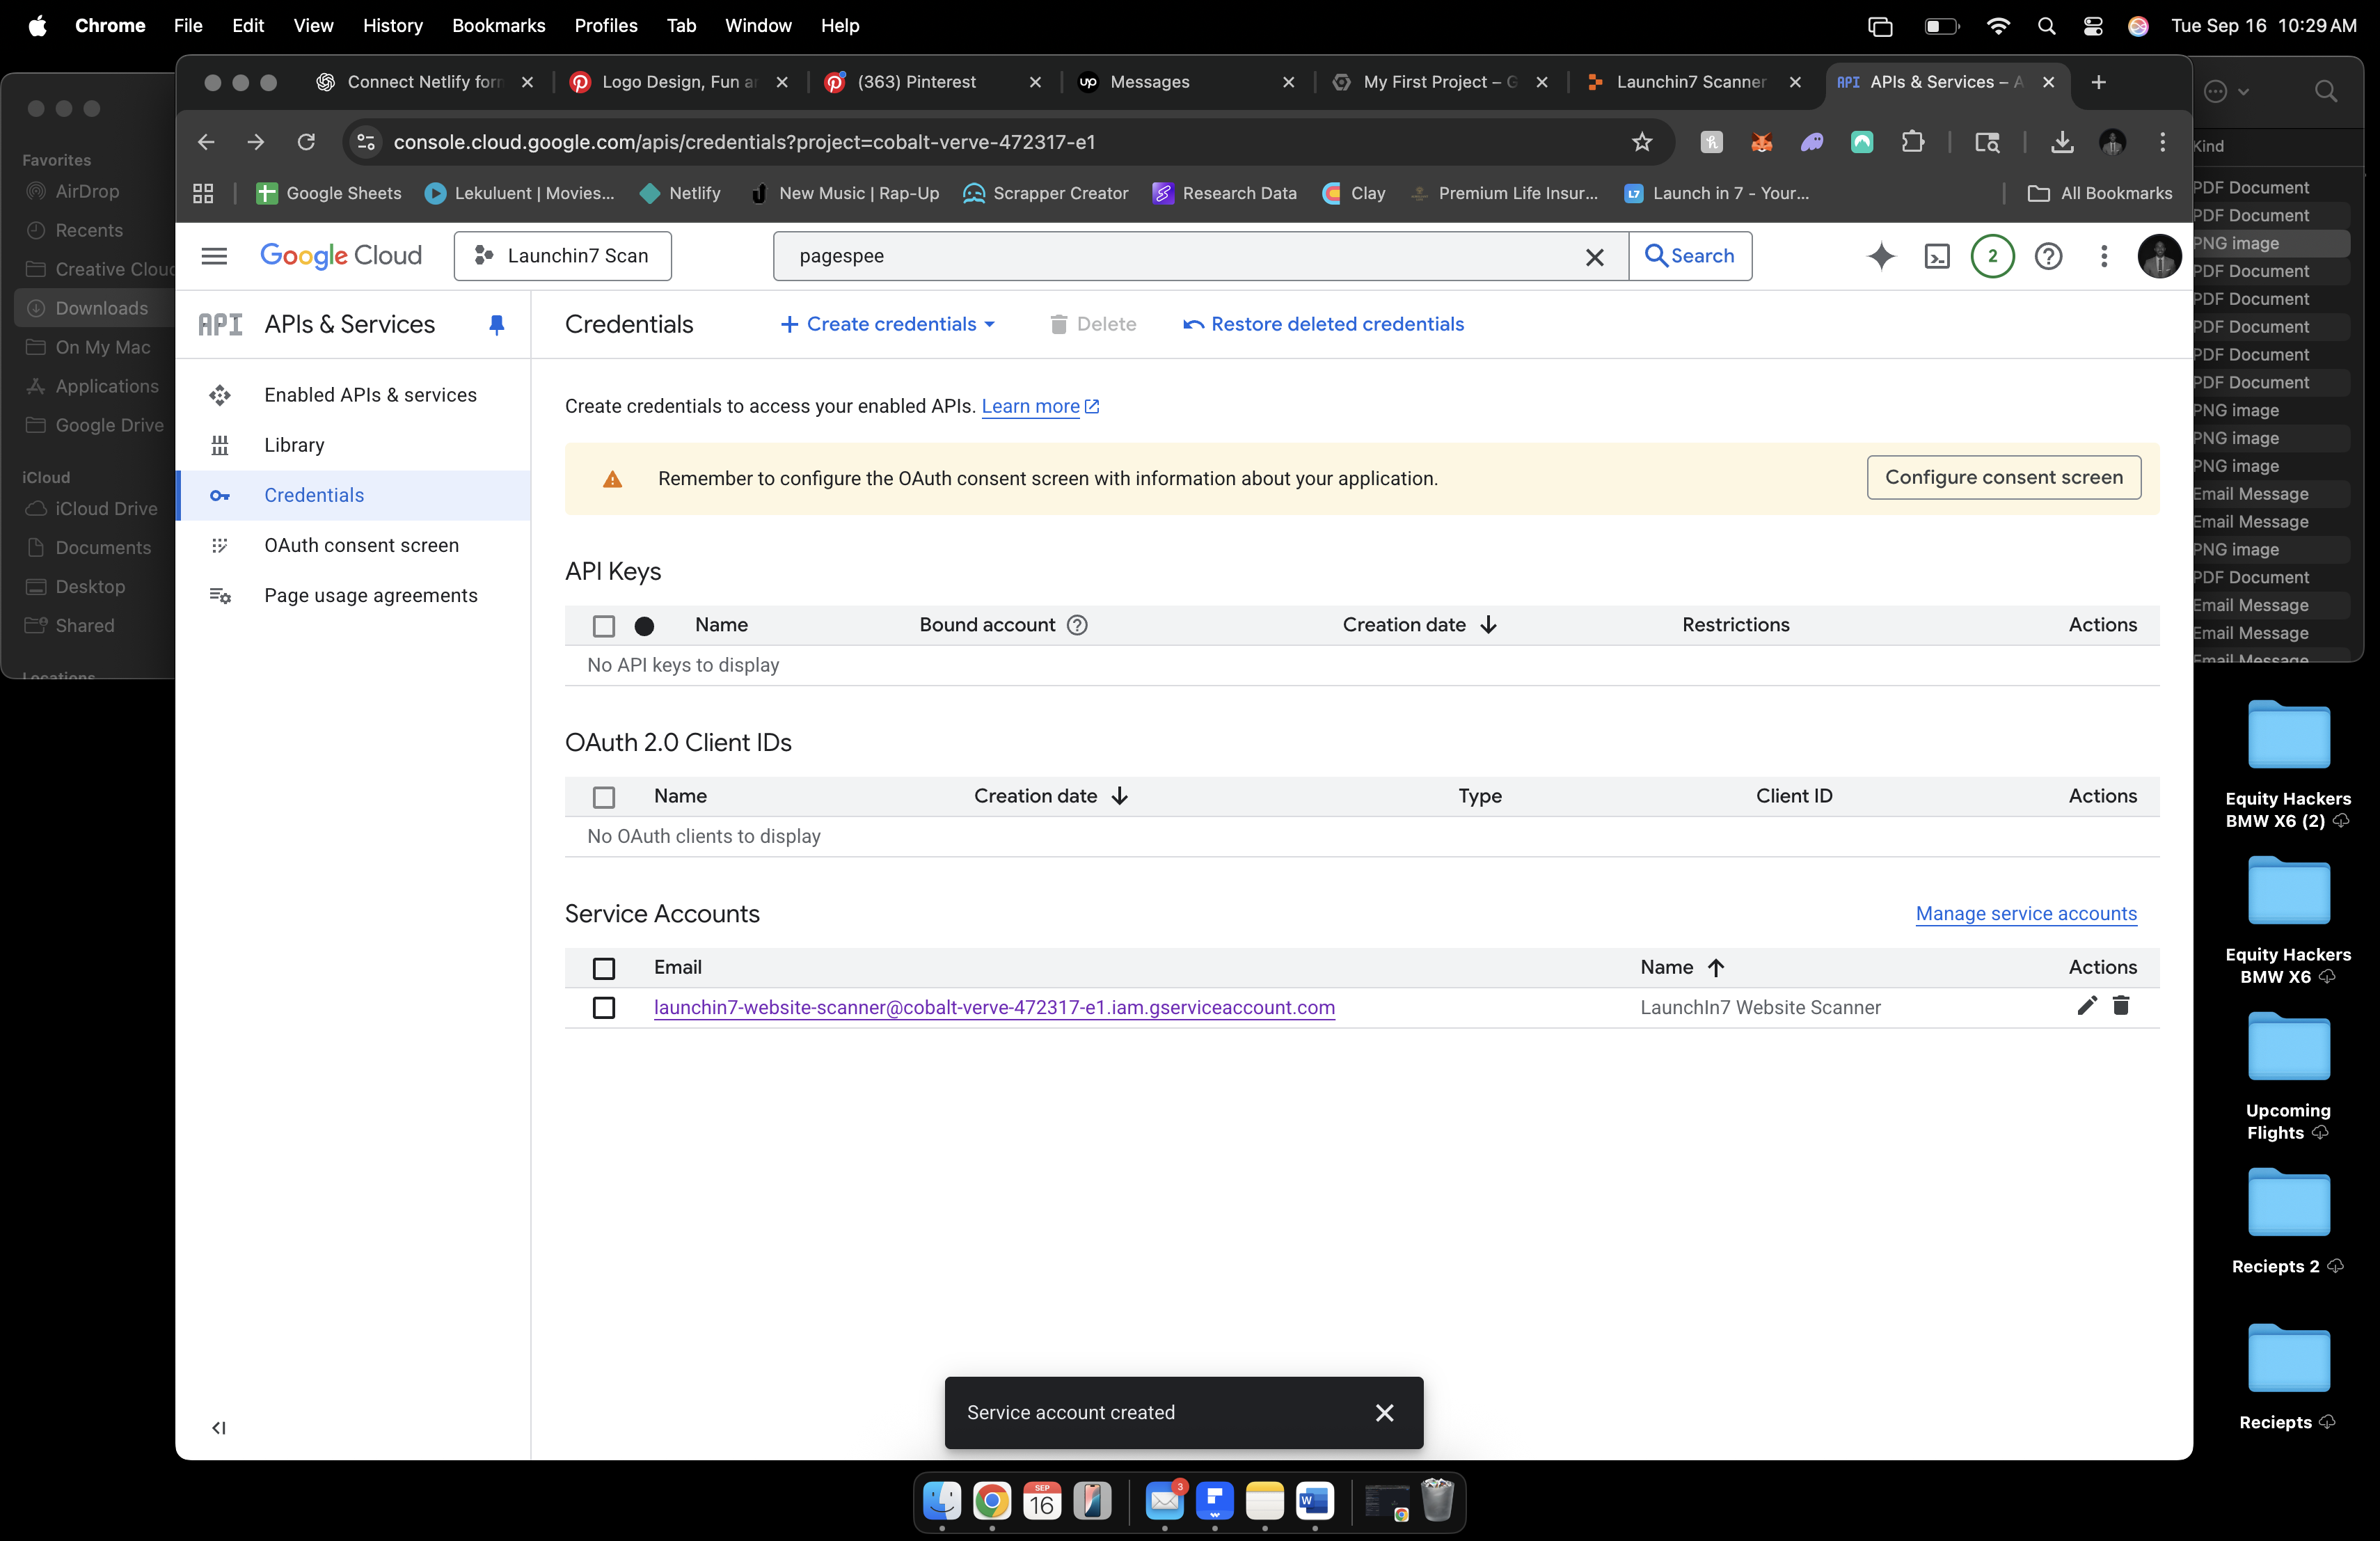 Chrome File Edit View History Bookmarks Profiles Tab Window Help
Tue Sep 16 10:29 AM
Connect Netlify for
Logo Design, Fun a
(363) Pinterest
Messages
My First Project – G
Launchin7 Scanner
APIs & Services – A
console.cloud.google.com/apis/credentials?project=cobalt-verve-472317-e1
Google Sheets
Lekuluent | Movies...
Netlify
New Music | Rap-Up
Scrapper Creator
Research Data
Clay
Premium Life Insur...
Launch in 7 - Your...
All Bookmarks
Favorites
AirDrop
Recents
Creative Clou
Downloads
On My Mac
Applications
Google Drive
iCloud
iCloud Drive
Documents
Desktop
Shared
Locations
Google Cloud
Launchin7 Scan
pagespee
Search
2
API APIs & Services
Enabled APIs & services
Library
Credentials
OAuth consent screen
Page usage agreements
Credentials
Create credentials
Delete
Restore deleted credentials
Create credentials to access your enabled APIs. Learn more
Remember to configure the OAuth consent screen with information about your application.
Configure consent screen
API Keys
Name Bound account Creation date Restrictions Actions
No API keys to display
OAuth 2.0 Client IDs
Name Creation date Type Client ID Actions
No OAuth clients to display
Service Accounts
Manage service accounts
Email Name Actions
launchin7-website-scanner@cobalt-verve-472317-e1.iam.gserviceaccount.com LaunchIn7 Website Scanner
Service account created
Kind
PDF Document
PDF Document
PNG image
PDF Document
PDF Document
PDF Document
PDF Document
PDF Document
PNG image
PNG image
PNG image
Email Message
Email Message
PNG image
PDF Document
Email Message
Email Message
Email Message
Equity Hackers
BMW X6 (2)
Equity Hackers
BMW X6
Upcoming
Flights
Reciepts 2
Reciepts
SEP
16
3
W